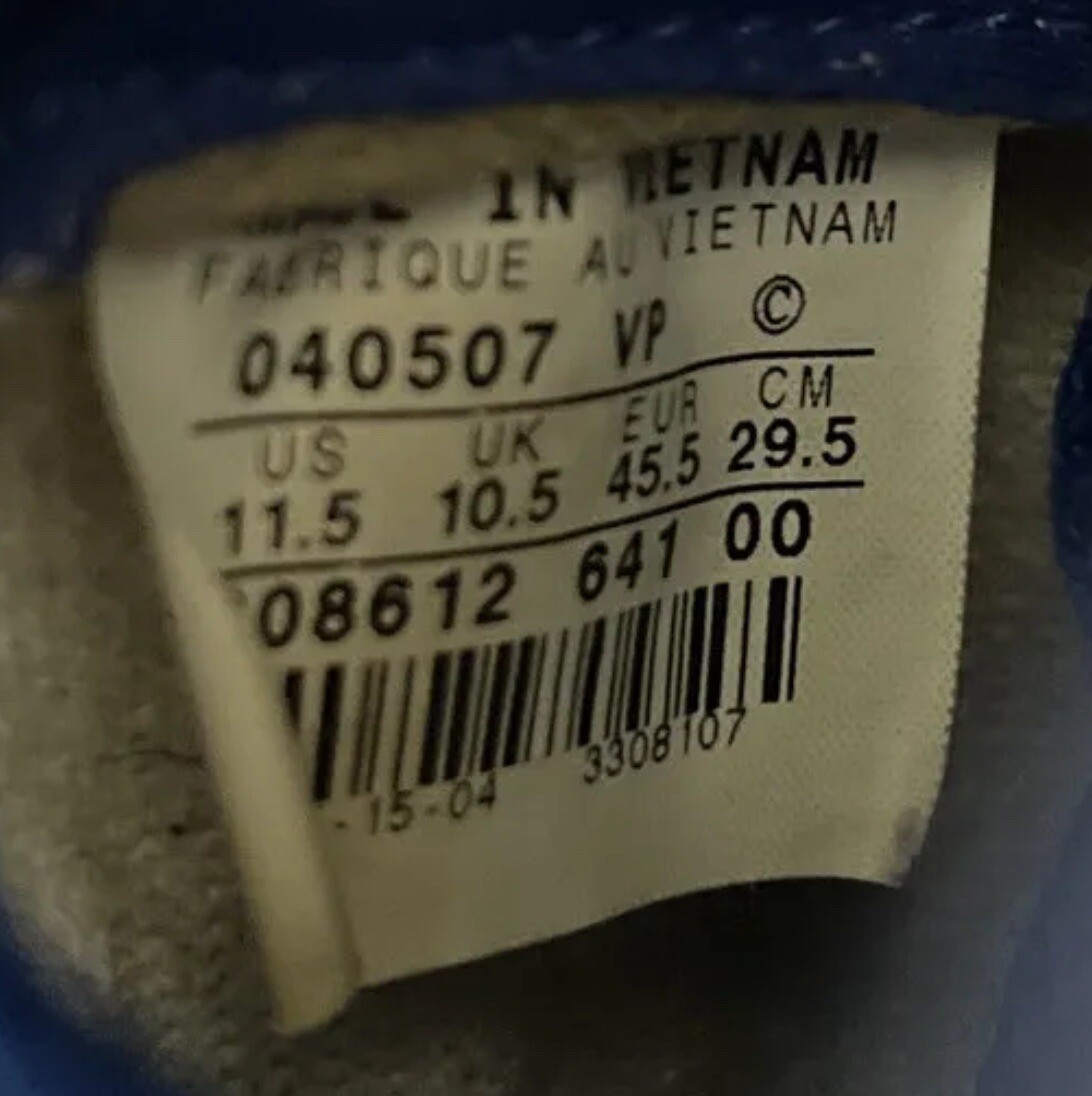 IN VIETNAM
FABRIQUE AU VIETNAM
040507 VP ©
US UK EUR CM
11.5 10.5 45.5 29.5
08612 641 00
-15-04 3308107